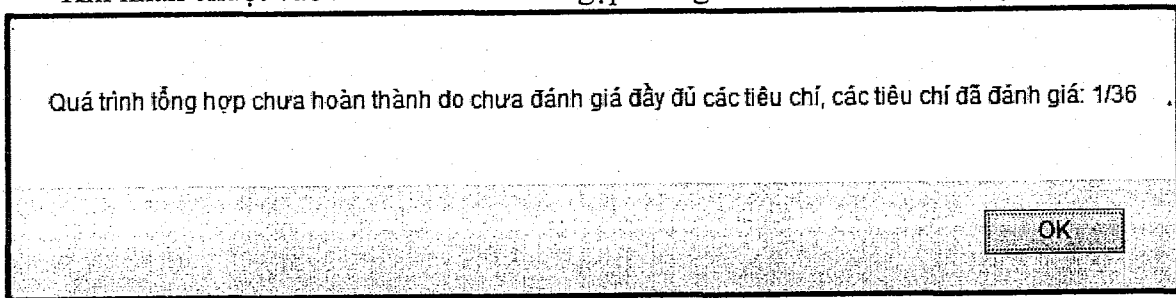 Quá trình tổng hợp chưa hoàn thành do chưa đánh giá đầy đủ các tiêu chí, các tiêu chí đã đánh giá: 1/36
OK